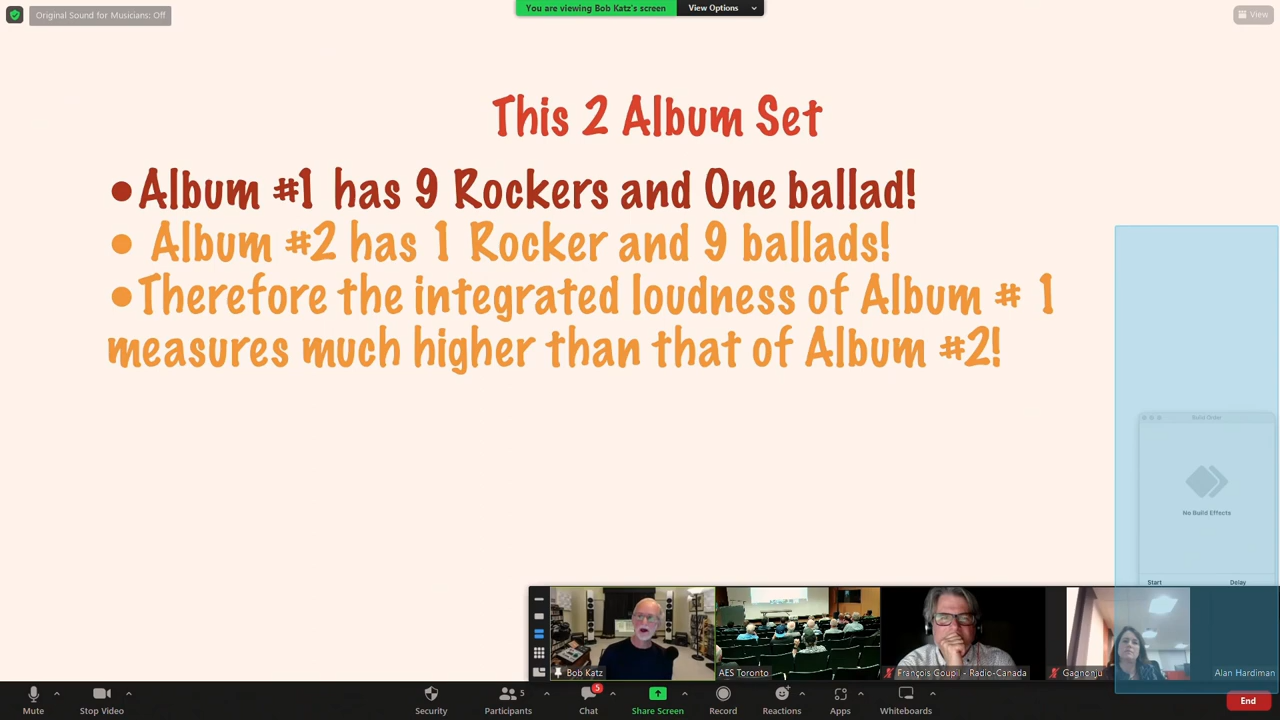 Original Sound for Musicians: Off
You are viewing Bob Katz's screen
View Options
View
This 2 Album Set
•Album #1 has 9 Rockers and One ballad!
• Album #2 has 1 Rocker and 9 ballads!
•Therefore the integrated loudness of Album # 1
measures much higher than that of Album #2!
Build Order
No Build Effects
Start
Delay
Bob Katz
AES Toronto
François Goupil - Radio-Canada
Gagnonju
Alan Hardiman
Mute
Stop Video
Security
Participants
5
Chat
5
Share Screen
Record
Reactions
Apps
Whiteboards
End